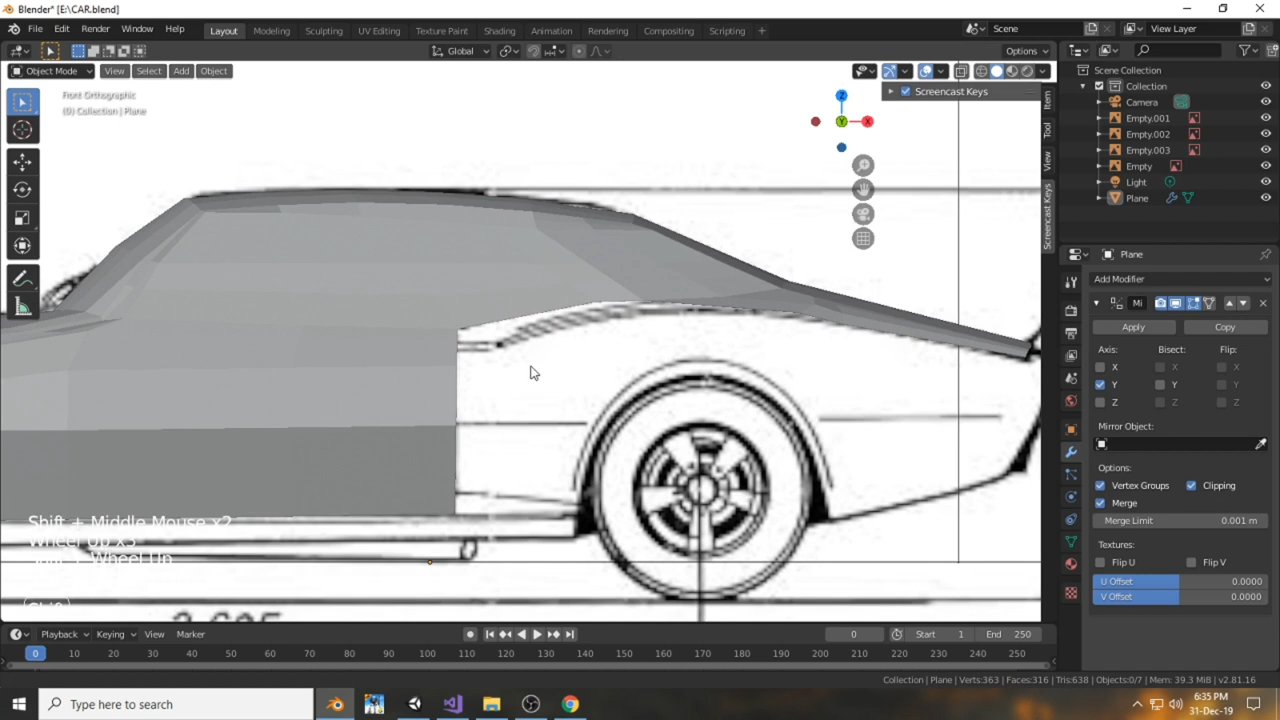 Blender* [E:\CAR.blend]
File Edit Render Window Help Layout Modeling Sculpting UV Editing Texture Paint Shading Animation Rendering Compositing Scripting + Scene View Layer
Global Options
Object Mode View Select Add Object
Front Orthographic
(0) Collection | Plane
Z
Y
X
Screencast Keys
Item
Tool
View
Screencast Keys
Shift + Middle Mouse x2
Scene Collection
Collection
Camera
Empty.001
Empty.002
Empty.003
Empty
Light
Plane
Plane
Add Modifier
Mi
Apply Copy
Axis: Bisect: Flip:
X X X
Y Y Y
Z Z Z
Mirror Object:
Options:
Vertex Groups Clipping
Merge
Merge Limit 0.001 m
Textures:
Flip U Flip V
U Offset 0.0000
V Offset 0.0000
Playback Keying View Marker 0 Start 1 End 250
0 10 20 30 40 50 60 70 80 90 100 110 120 130 140 150 160 170 180 190 200 210 220 230 240 250
Collection | Plane | Verts:363 | Faces:316 | Tris:638 | Objects:0/7 | Mem: 39.3 MiB | v2.81.16
Type here to search
6:35 PM
31-Dec-19